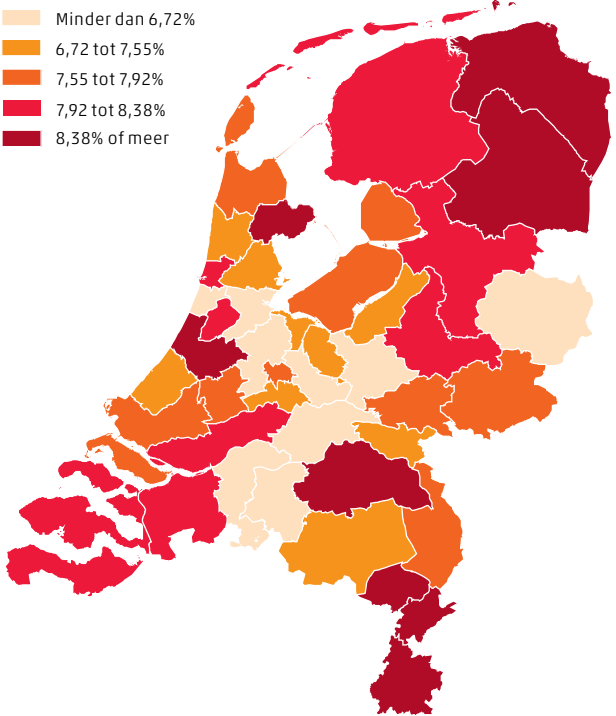 Minder dan 6,72%
6,72 tot 7,55%
7,55 tot 7,92%
7,92 tot 8,38%
8,38% of meer